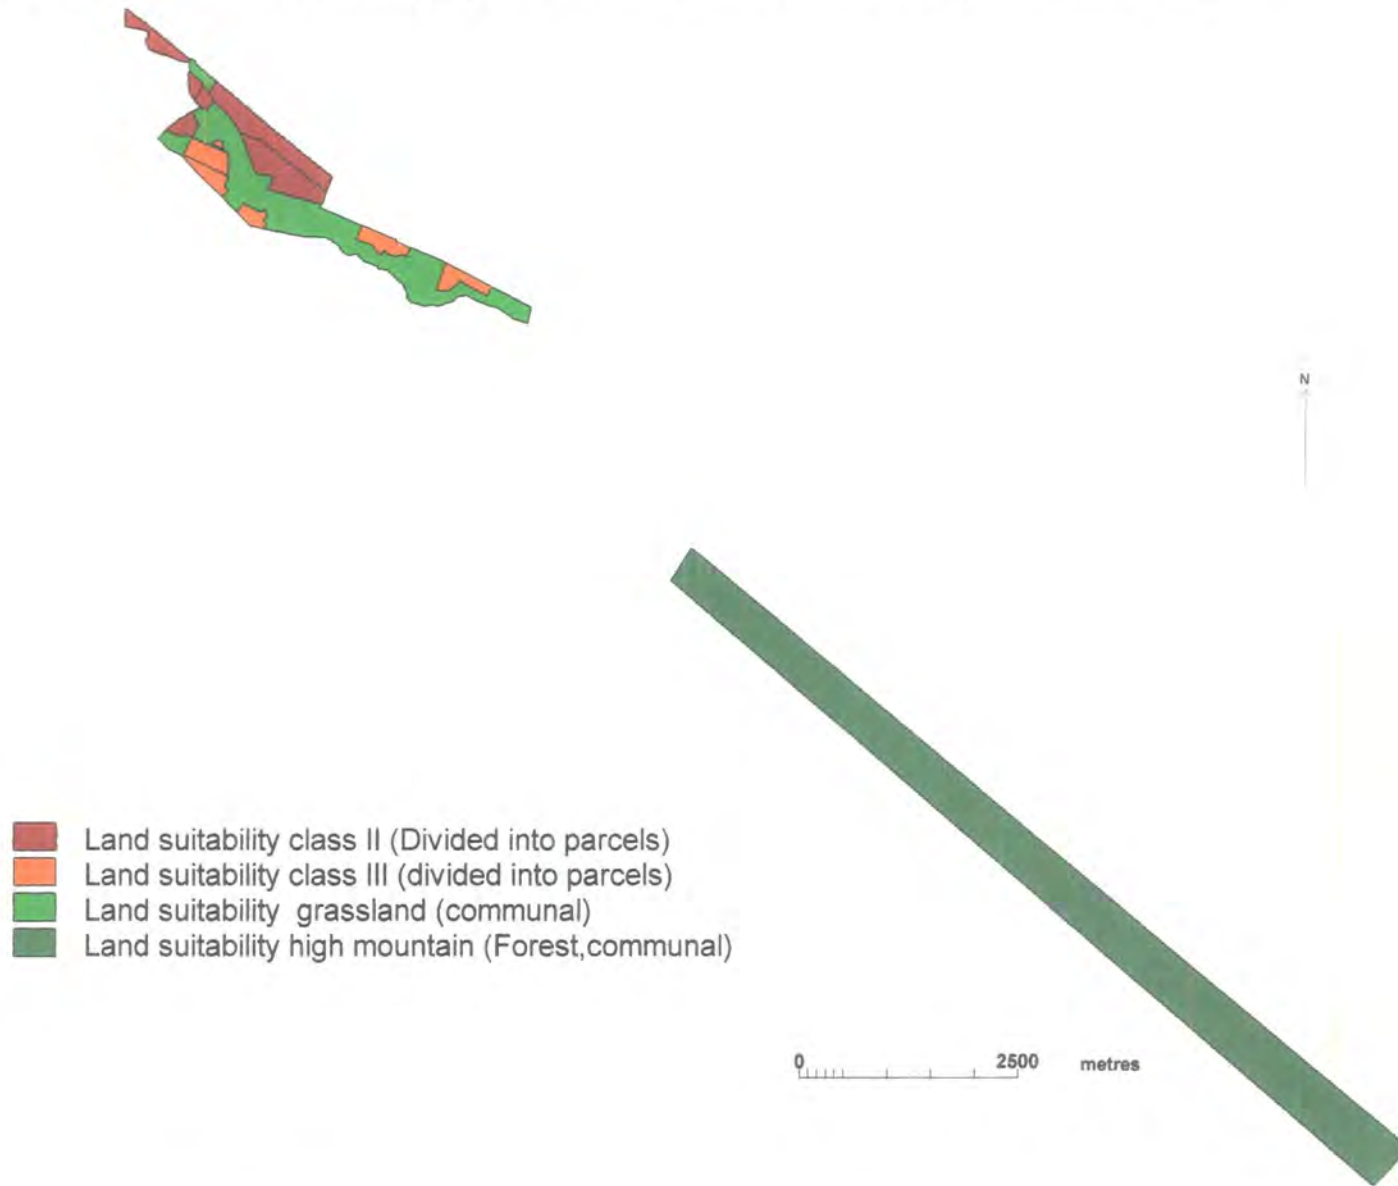 N
Land suitability class II (Divided into parcels)
Land suitability class III (divided into parcels)
Land suitability grassland (communal)
Land suitability high mountain (Forest,communal)
0 2500 metres